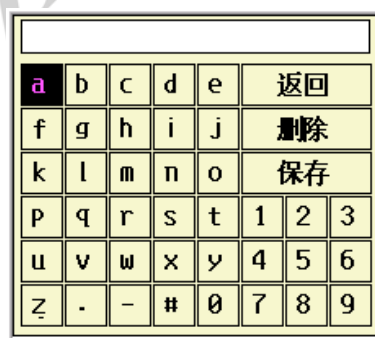 a b c d e 返回
f g h i j 删除
k l m n o 保存
p q r s t 1 2 3
u v w x y 4 5 6
z . - # 0 7 8 9